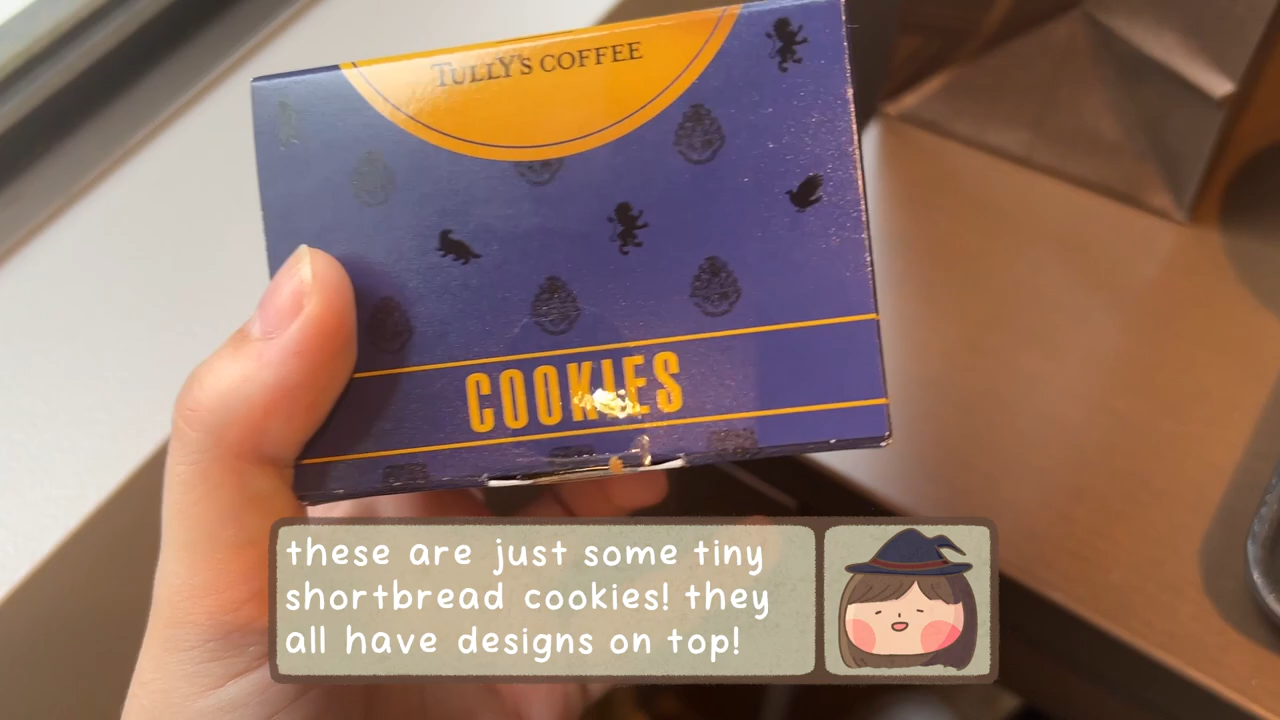 TULLY'S COFFEE
COOKIES
these are just some tiny
shortbread cookies! they
all have designs on top!